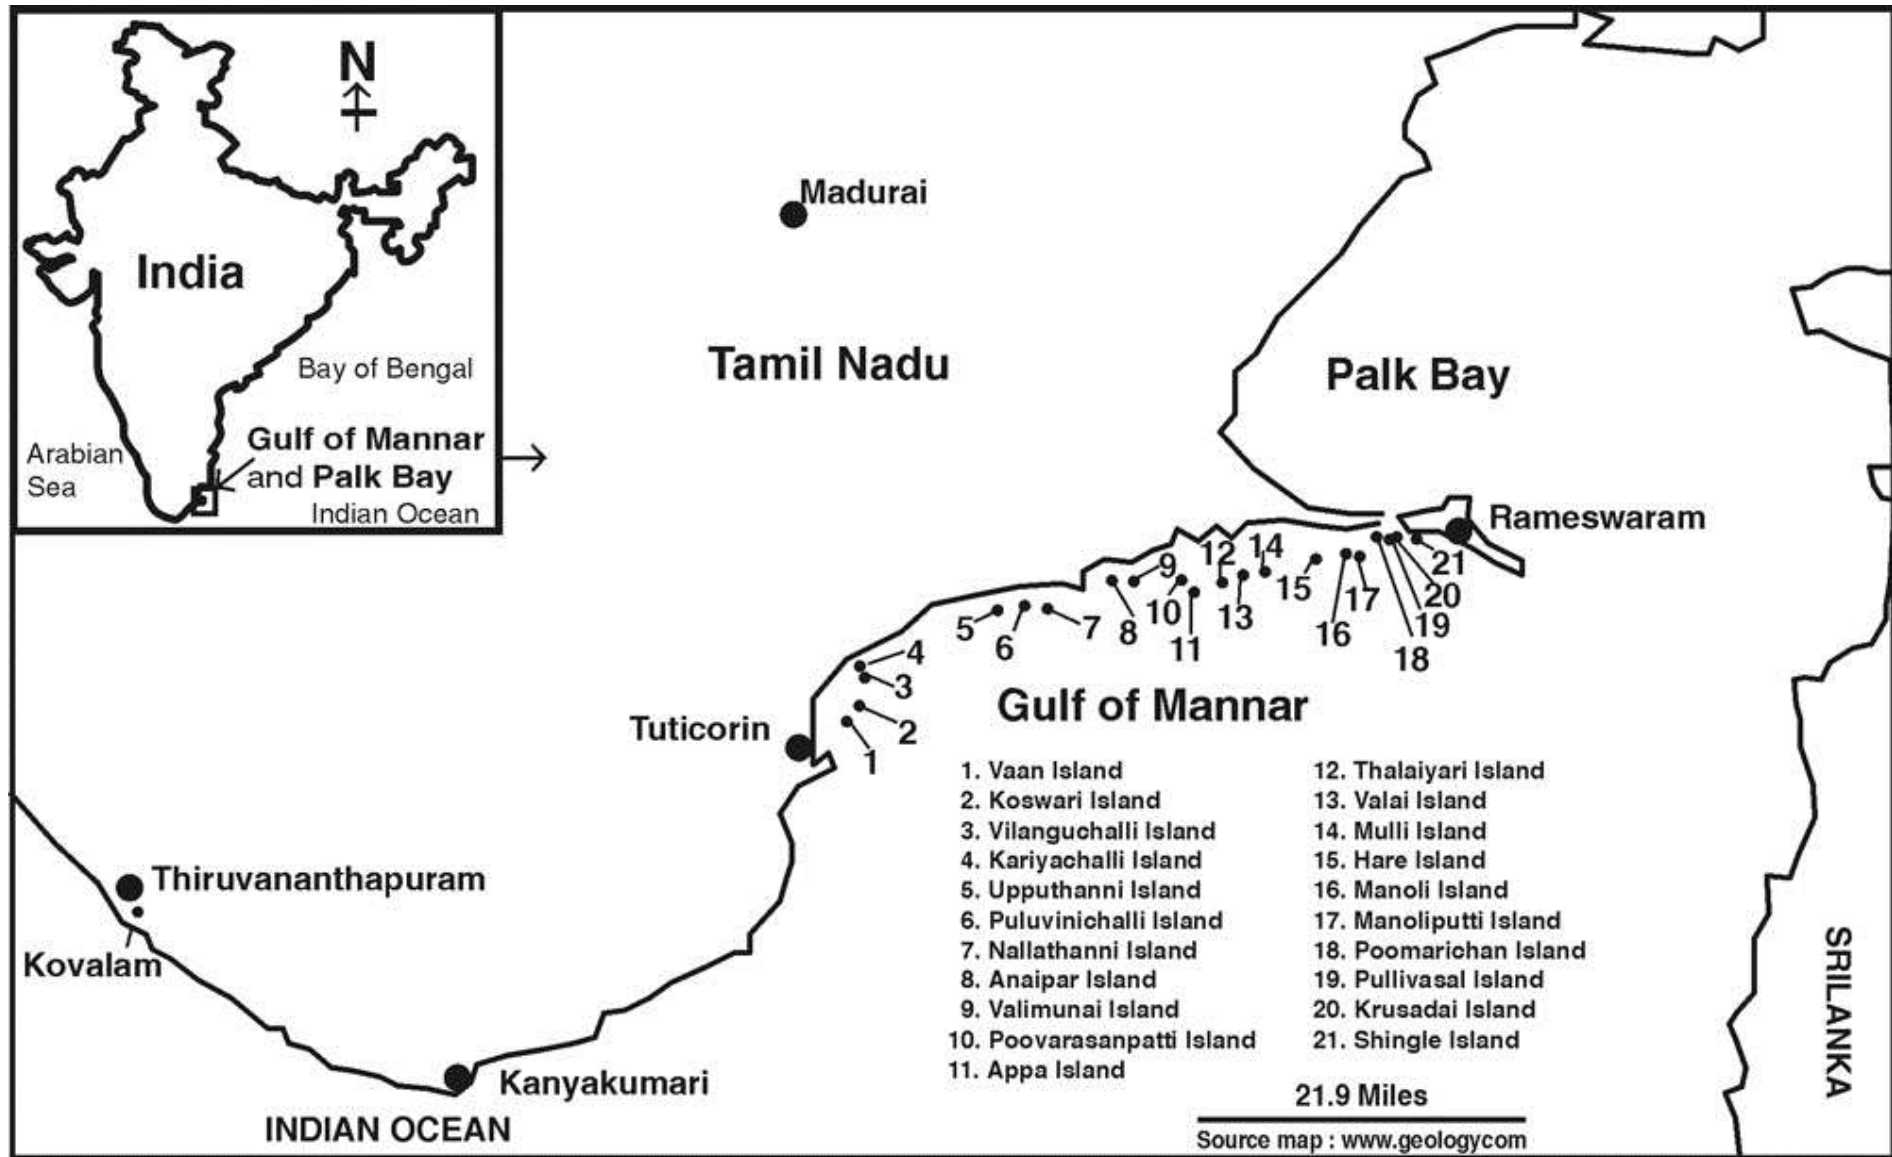 N
India
Bay of Bengal
Arabian
Sea
Gulf of Mannar
and Palk Bay
Indian Ocean
Madurai
Tamil Nadu
Palk Bay
Rameswaram
Tuticorin
Gulf of Mannar
1
2
3
4
5
6
7
8
9
10
11
12
13
14
15
16
17
18
19
20
21
1. Vaan Island
2. Koswari Island
3. Vilanguchalli Island
4. Kariyachalli Island
5. Upputhanni Island
6. Puluvinichalli Island
7. Nallathanni Island
8. Anaipar Island
9. Valimunai Island
10. Poovarasanpatti Island
11. Appa Island
12. Thalaiyari Island
13. Valai Island
14. Mulli Island
15. Hare Island
16. Manoli Island
17. Manoliputti Island
18. Poomarichan Island
19. Pullivasal Island
20. Krusadai Island
21. Shingle Island
Thiruvananthapuram
Kovalam
Kanyakumari
INDIAN OCEAN
SRILANKA
21.9 Miles
Source map : www.geologycom